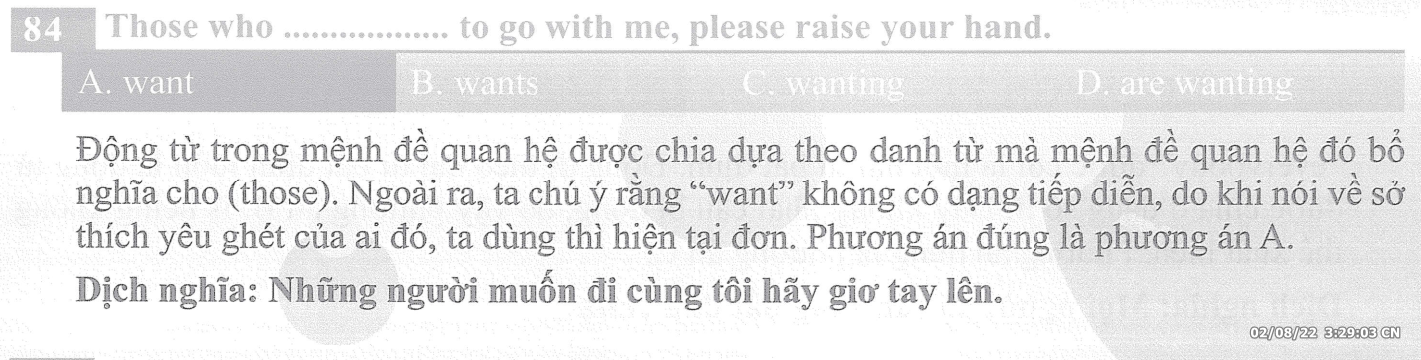 84 Those who .................. to go with me, please raise your hand.
A. want B. wants C. wanting D. are wanting
Động từ trong mệnh đề quan hệ được chia dựa theo danh từ mà mệnh đề quan hệ đó bổ
nghĩa cho (those). Ngoài ra, ta chú ý rằng “want” không có dạng tiếp diễn, do khi nói về sở
thích yêu ghét của ai đó, ta dùng thì hiện tại đơn. Phương án đúng là phương án A.
Dịch nghĩa: Những người muốn đi cùng tôi hãy giơ tay lên.
02/08/22 3:29:03 CN